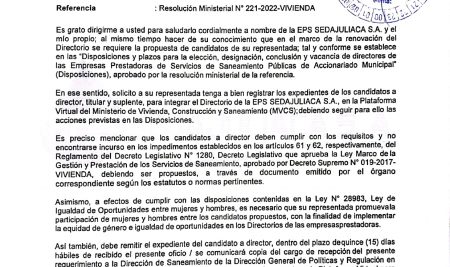 Referencia : Resolución Ministerial N° 221-2022-VIVIENDA
Es grato dirigirme a usted para saludarlo cordialmente a nombre de la EPS SEDAJULIACA S.A. y el
mío propio; al mismo tiempo hacer de su conocimiento que en el marco de la renovación del
Directorio se requiere la propuesta de candidatos de su representada; tal y conforme se establece
en las "Disposiciones y plazos para la elección, designación, conclusión y vacancia de directores de
las Empresas Prestadoras de Servicios de Saneamiento Públicas de Accionariado Municipal"
(Disposiciones), aprobado por la resolución ministerial de la referencia.
En ese sentido, solicito a su representada tenga a bien registrar los expedientes de los candidatos a
director, titular y suplente, para integrar el Directorio de la EPS SEDAJULIACA S.A., en la Plataforma
Virtual del Ministerio de Vivienda, Construcción y Saneamiento (MVCS);debiendo seguir para ello las
acciones previstas en las Disposiciones.
Es preciso mencionar que los candidatos a director deben cumplir con los requisitos y no
encontrarse incurso en los impedimentos establecidos en los artículos 61 y 62, respectivamente, del
Reglamento del Decreto Legislativo N° 1280, Decreto Legislativo que aprueba la Ley Marco de la
Gestión y Prestación de los Servicios de Saneamiento, aprobado por Decreto Supremo N° 019-2017-
VIVIENDA, debiendo ser propuestos, a través de documento emitido por el órgano
correspondiente según los estatutos o normas pertinentes.
Asimismo, a efectos de cumplir con las disposiciones contenidas en la Ley N° 28983, Ley de
Igualdad de Oportunidades entre mujeres y hombres, es necesario que su representada promueva la
participación de mujeres y hombres entre los candidatos propuestos, con la finalidad de implementar
la equidad de género e igualdad de oportunidades en los Directorios de las empresasprestadoras.
Así también, debe remitir el expediente del candidato a director, dentro del plazo dequince (15) días
hábiles de recibido el presente oficio / se comunicará copia del cargo de recepción del presente
requerimiento a la Dirección de Saneamiento de la Dirección General de Políticas y Regulación en